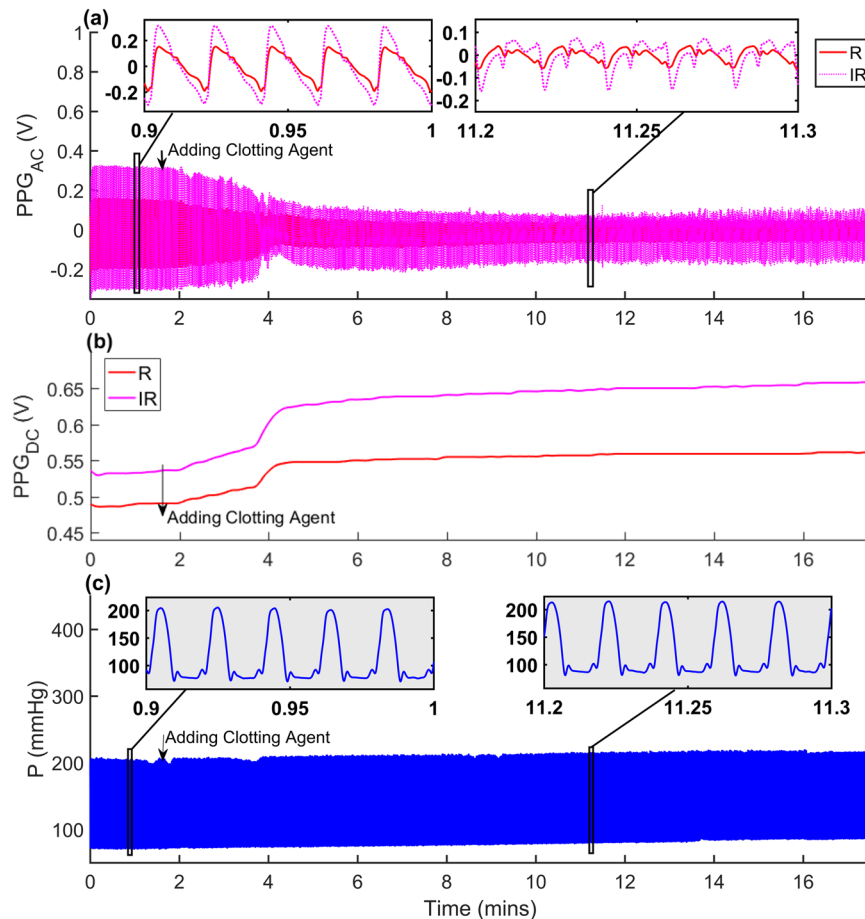 (a)
1
0.8
0.6
0.4
0.2
0
-0.2
PPG_AC (V)
0.2
0
-0.2
0.9 0.95 1
0.1
0
-0.1
0.2
11.2 11.25 11.3
R
IR
Adding Clotting Agent
0 2 4 6 8 10 12 14 16
(b)
R
IR
0.65
0.6
0.55
0.5
0.45
PPG_DC (V)
Adding Clotting Agent
0 2 4 6 8 10 12 14 16
(c)
400
300
200
100
P (mmHg)
200
150
100
0.9 0.95 1
200
150
100
11.2 11.25 11.3
Adding Clotting Agent
0 2 4 6 8 10 12 14 16
Time (mins)